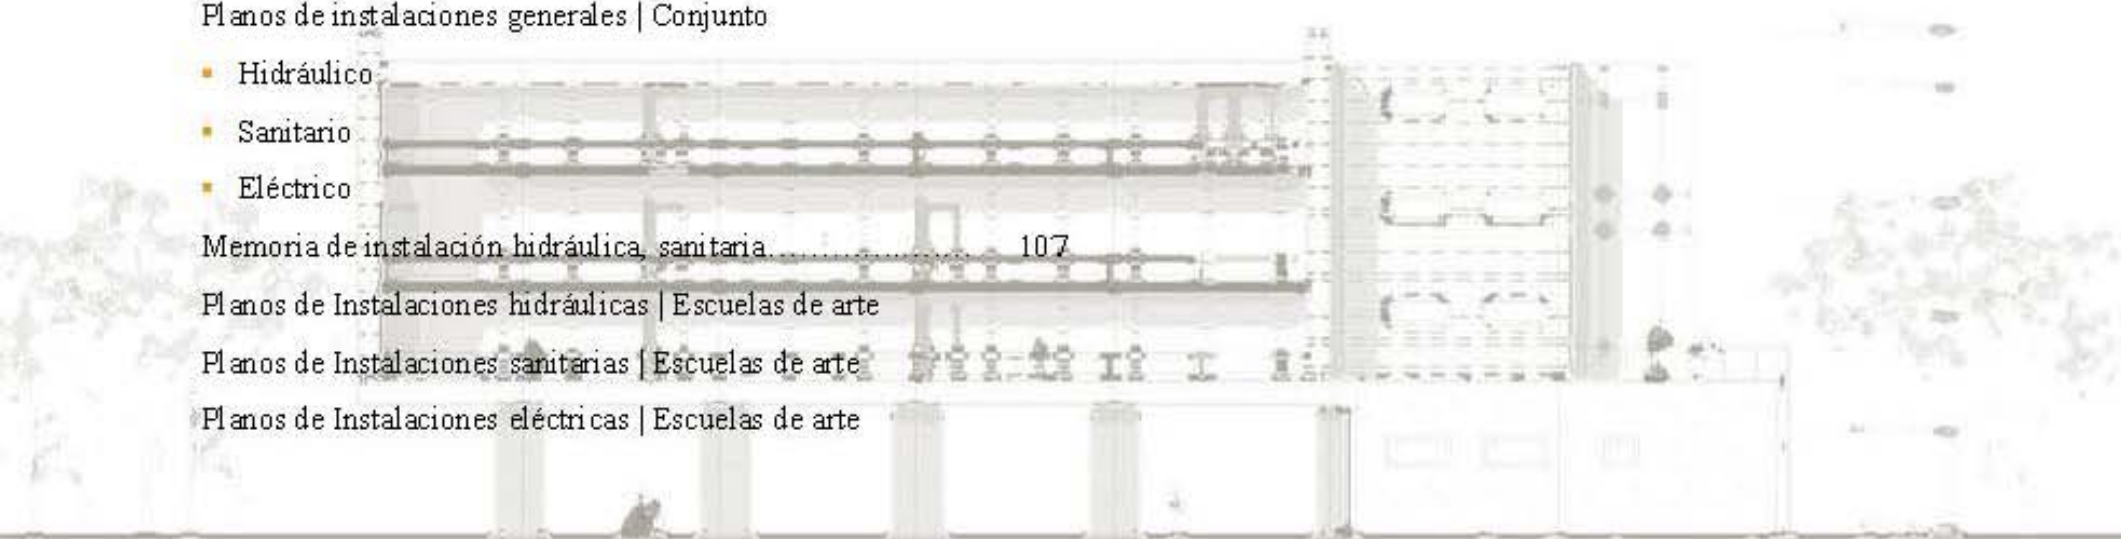 Planos de instalaciones generales | Conjunto
▪ Hidráulico
▪ Sanitario
▪ Eléctrico
Memoria de instalación hidráulica, sanitaria................... 107
Planos de Instalaciones hidráulicas | Escuelas de arte
Planos de Instalaciones sanitarias | Escuelas de arte
Planos de Instalaciones eléctricas | Escuelas de arte